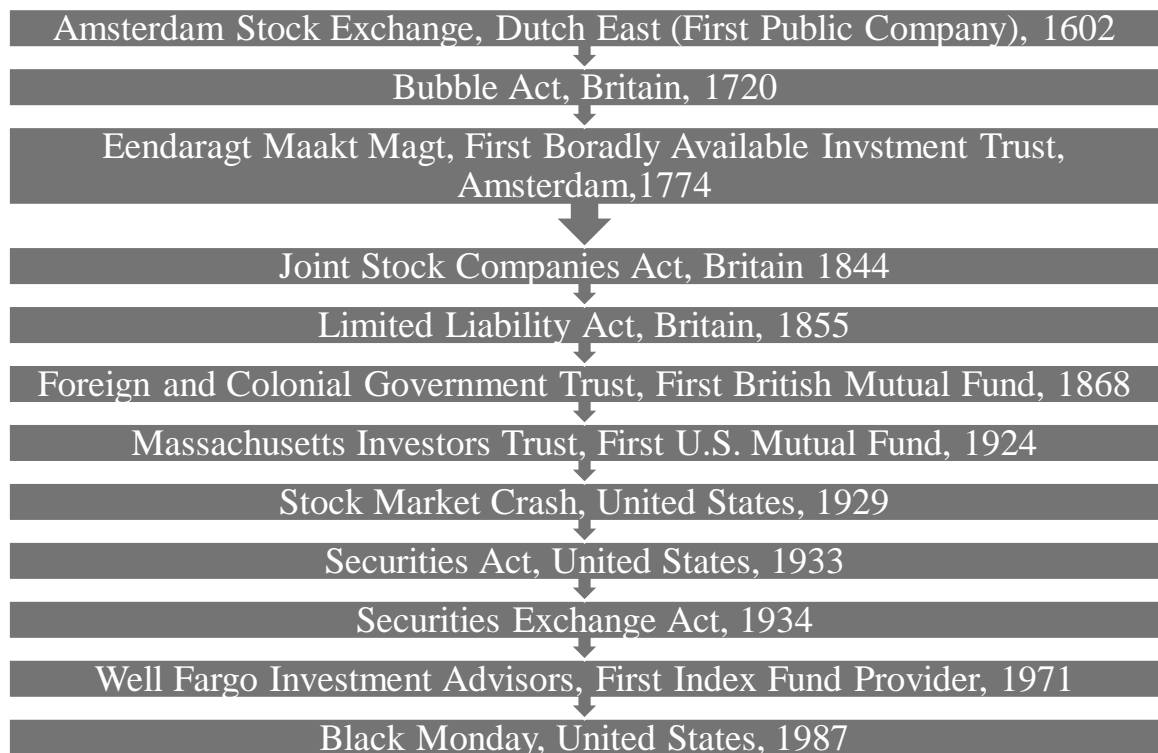 Amsterdam Stock Exchange, Dutch East (First Public Company), 1602
Bubble Act, Britain, 1720
Eendaragt Maakt Magt, First Boradly Available Invstment Trust,
Amsterdam,1774
Joint Stock Companies Act, Britain 1844
Limited Liability Act, Britain, 1855
Foreign and Colonial Government Trust, First British Mutual Fund, 1868
Massachusetts Investors Trust, First U.S. Mutual Fund, 1924
Stock Market Crash, United States, 1929
Securities Act, United States, 1933
Securities Exchange Act, 1934
Well Fargo Investment Advisors, First Index Fund Provider, 1971
Black Monday, United States, 1987